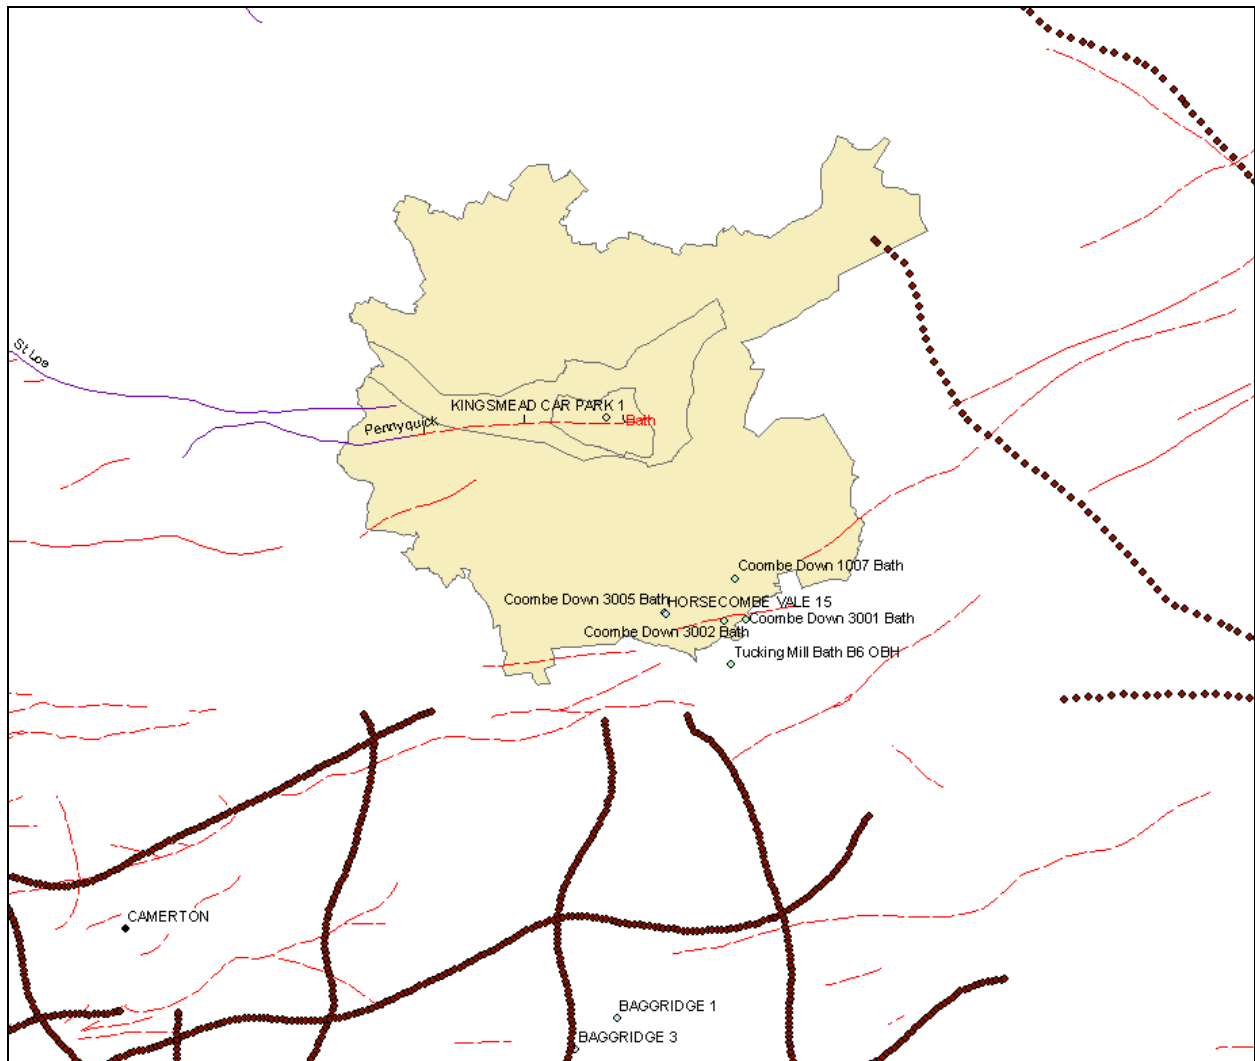 St Loe
KINGSMEAD CAR PARK 1
Bath
Pennyquick
Coombe Down 1007 Bath
Coombe Down 3005 Bath
HORSECOMBE VALE 15
Coombe Down 3001 Bath
Coombe Down 3002 Bath
Tucking Mill Bath B6 OBH
CAMERTON
BAGGRIDGE 1
BAGGRIDGE 3